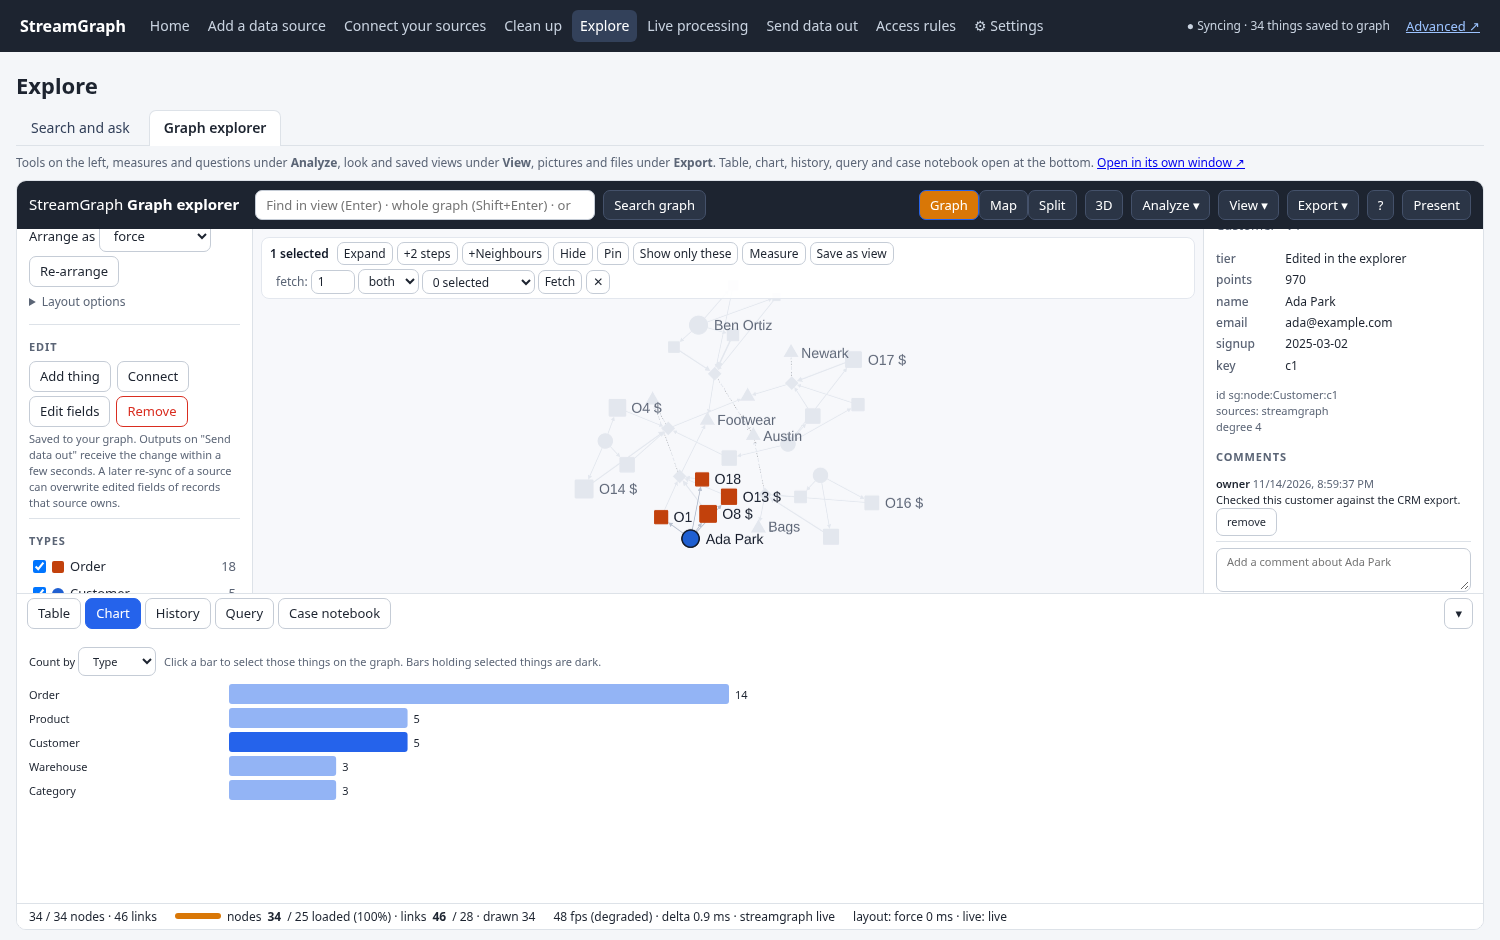 StreamGraph Home Add a data source Connect your sources Clean up Explore Live processing Send data out Access rules ⚙ Settings ● Syncing · 34 things saved to graph Advanced ↗
Explore
Search and ask Graph explorer
Tools on the left, measures and questions under Analyze, look and saved views under View, pictures and files under Export. Table, chart, history, query and case notebook open at the bottom. Open in its own window ↗
StreamGraph Graph explorer Find in view (Enter) · whole graph (Shift+Enter) · or Search graph Graph Map Split 3D Analyze ▾ View ▾ Export ▾ ? Present
Arrange as force
Re-arrange
▶ Layout options
EDIT
Add thing Connect
Edit fields Remove
Saved to your graph. Outputs on "Send
data out" receive the change within a
few seconds. A later re-sync of a source
can overwrite edited fields of records
that source owns.
TYPES
Order 18
Customer 5
1 selected Expand +2 steps +Neighbours Hide Pin Show only these Measure Save as view
fetch: 1 both 0 selected Fetch ✕
Ben Ortiz
Newark
O17 $
O4 $
Footwear
Austin
O18
O14 $
O13 $
O16 $
O1
O8 $
Bags
Ada Park
tier Edited in the explorer
points 970
name Ada Park
email ada@example.com
signup 2025-03-02
key c1
id sg:node:Customer:c1
sources: streamgraph
degree 4
COMMENTS
owner 11/14/2026, 8:59:37 PM
Checked this customer against the CRM export.
remove
Add a comment about Ada Park
Table Chart History Query Case notebook ▾
Count by Type Click a bar to select those things on the graph. Bars holding selected things are dark.
Order 14
Product 5
Customer 5
Warehouse 3
Category 3
34 / 34 nodes · 46 links nodes 34 / 25 loaded (100%) · links 46 / 28 · drawn 34 48 fps (degraded) · delta 0.9 ms · streamgraph live layout: force 0 ms · live: live